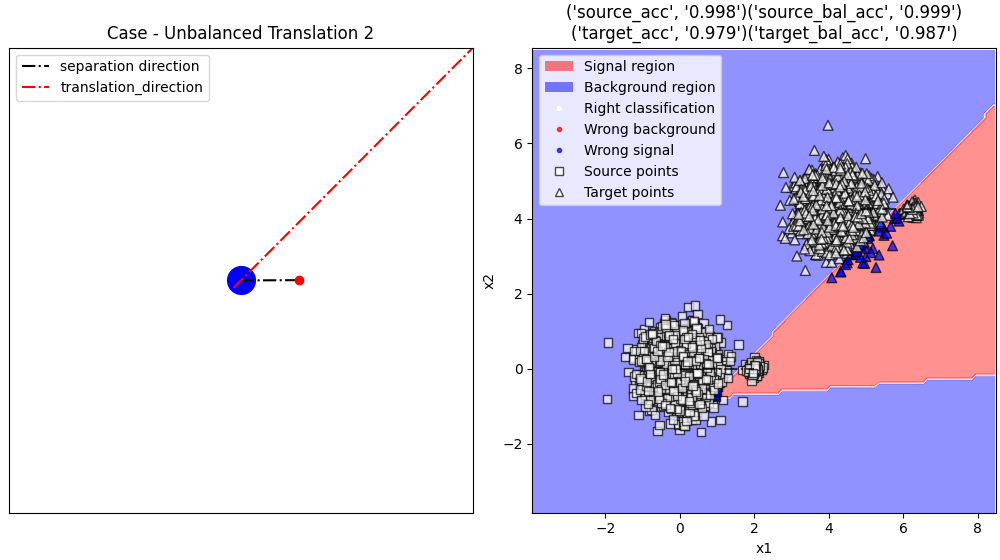 Case - Unbalanced Translation 2
separation direction
translation_direction
('source_acc', '0.998')('source_bal_acc', '0.999')
('target_acc', '0.979')('target_bal_acc', '0.987')
Signal region
Background region
Right classification
Wrong background
Wrong signal
Source points
Target points
8
6
4
2
0
−2
x2
−2
0
2
4
6
8
x1